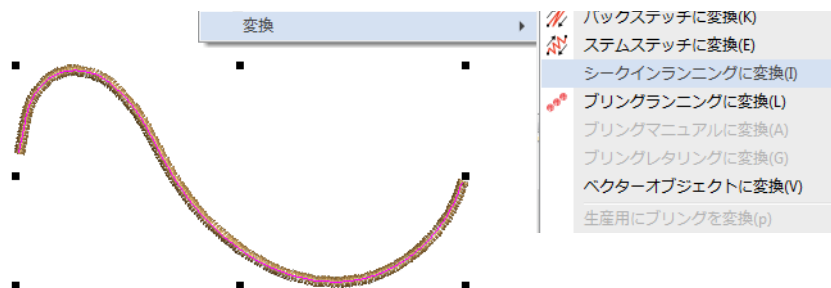 変換
バックステッチに変換(K)
ステムステッチに変換(E)
シークインランニングに変換(I)
ブリングランニングに変換(L)
ブリングマニュアルに変換(A)
ブリングレタリングに変換(G)
ベクターオブジェクトに変換(V)
生産用にブリングを変換(p)